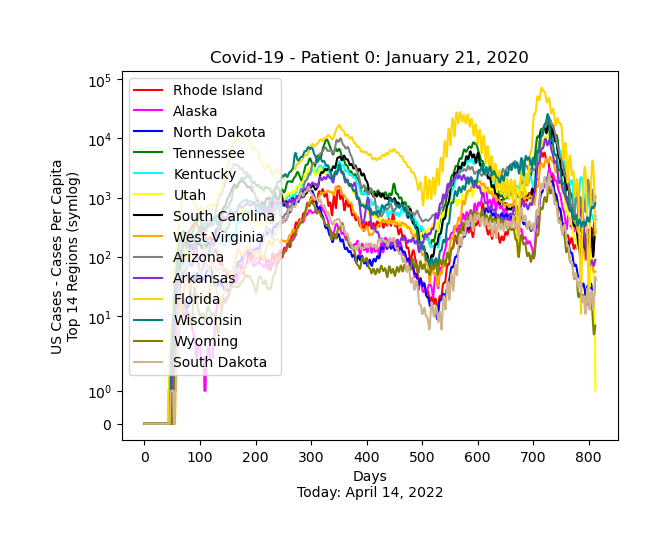 Covid-19 - Patient 0: January 21, 2020
US Cases - Cases Per Capita
Top 14 Regions (symlog)
10^5
10^4
10^3
10^2
10^1
10^0
0
Rhode Island
Alaska
North Dakota
Tennessee
Kentucky
Utah
South Carolina
West Virginia
Arizona
Arkansas
Florida
Wisconsin
Wyoming
South Dakota
0 100 200 300 400 500 600 700 800
Days
Today: April 14, 2022